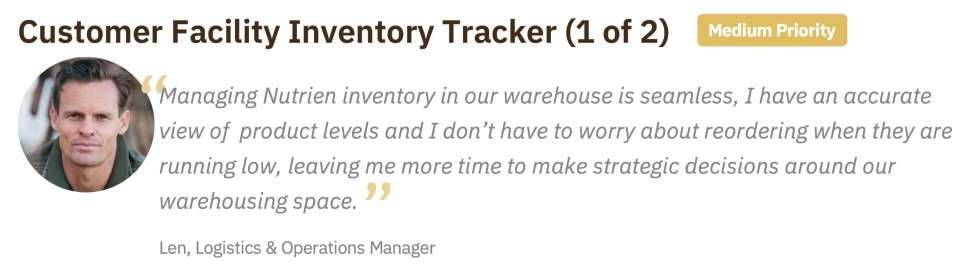 Customer Facility Inventory Tracker (1 of 2)
Medium Priority
“Managing Nutrien inventory in our warehouse is seamless, I have an accurate
view of product levels and I don’t have to worry about reordering when they are
running low, leaving me more time to make strategic decisions around our
warehousing space.”
Len, Logistics & Operations Manager